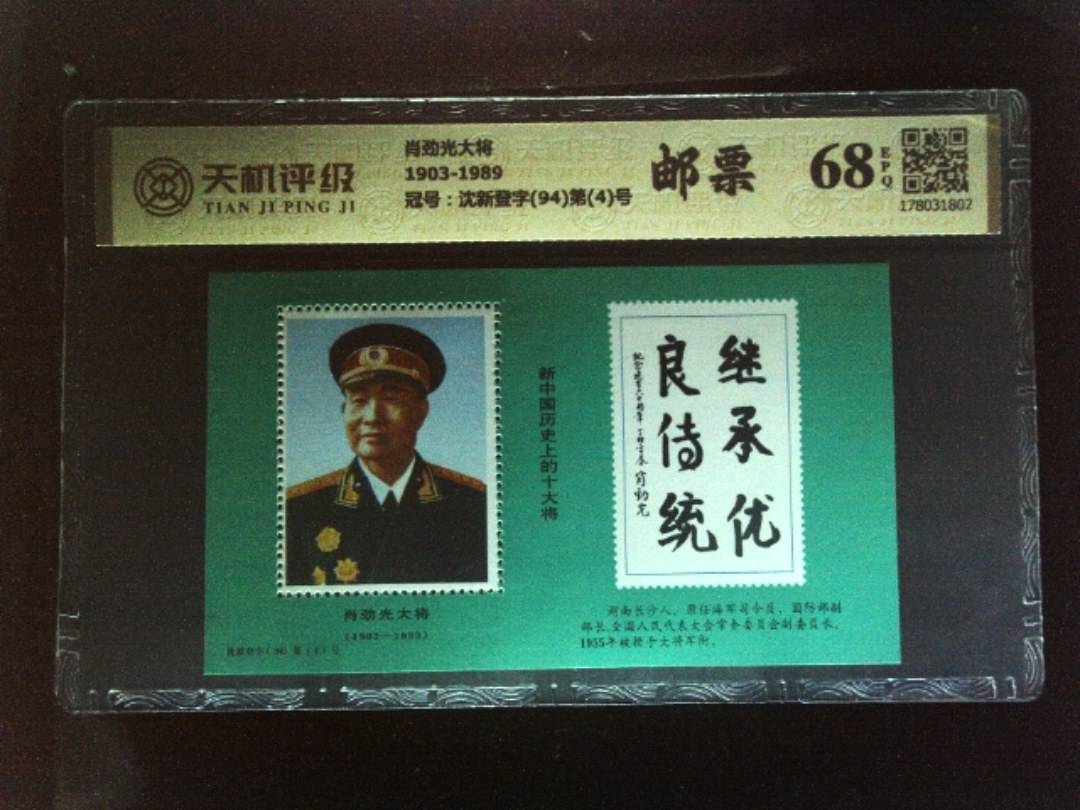 天机评级
TIAN JI PING JI
肖劲光大将
1903-1989
冠号：沈新登字(94)第(4)号
邮票
68
EPQ
178031802
新中国历史上的十大将
继承优
良传统
肖劲光
肖劲光大将
湖南长沙人，原任海军司令员，国防部副
部长，全国人民代表大会常务委员会副委员长，
1955年被授于大将军衔。